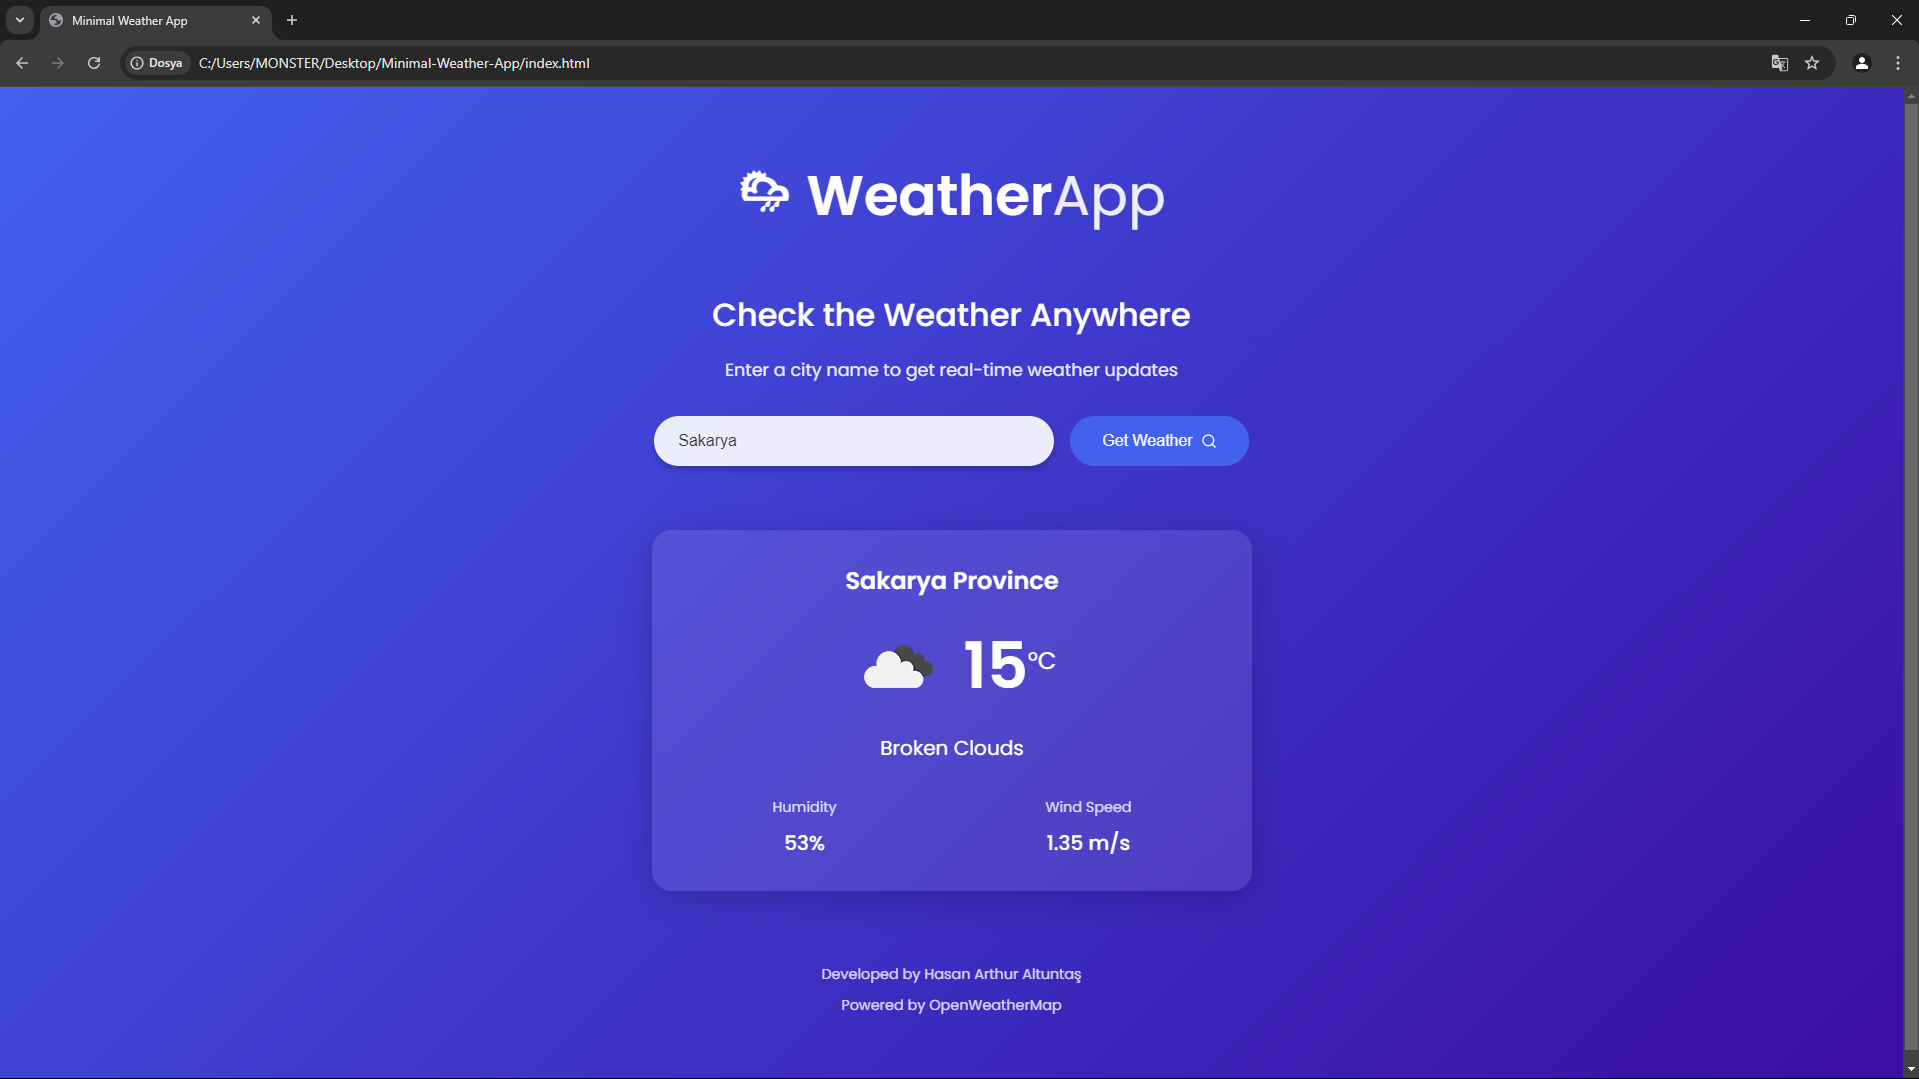 Minimal Weather App
Dosya C:/Users/MONSTER/Desktop/Minimal-Weather-App/index.html
WeatherApp
Check the Weather Anywhere
Enter a city name to get real-time weather updates
Sakarya Get Weather
Sakarya Province
15°C
Broken Clouds
Humidity Wind Speed
53% 1.35 m/s
Developed by Hasan Arthur Altuntaş
Powered by OpenWeatherMap